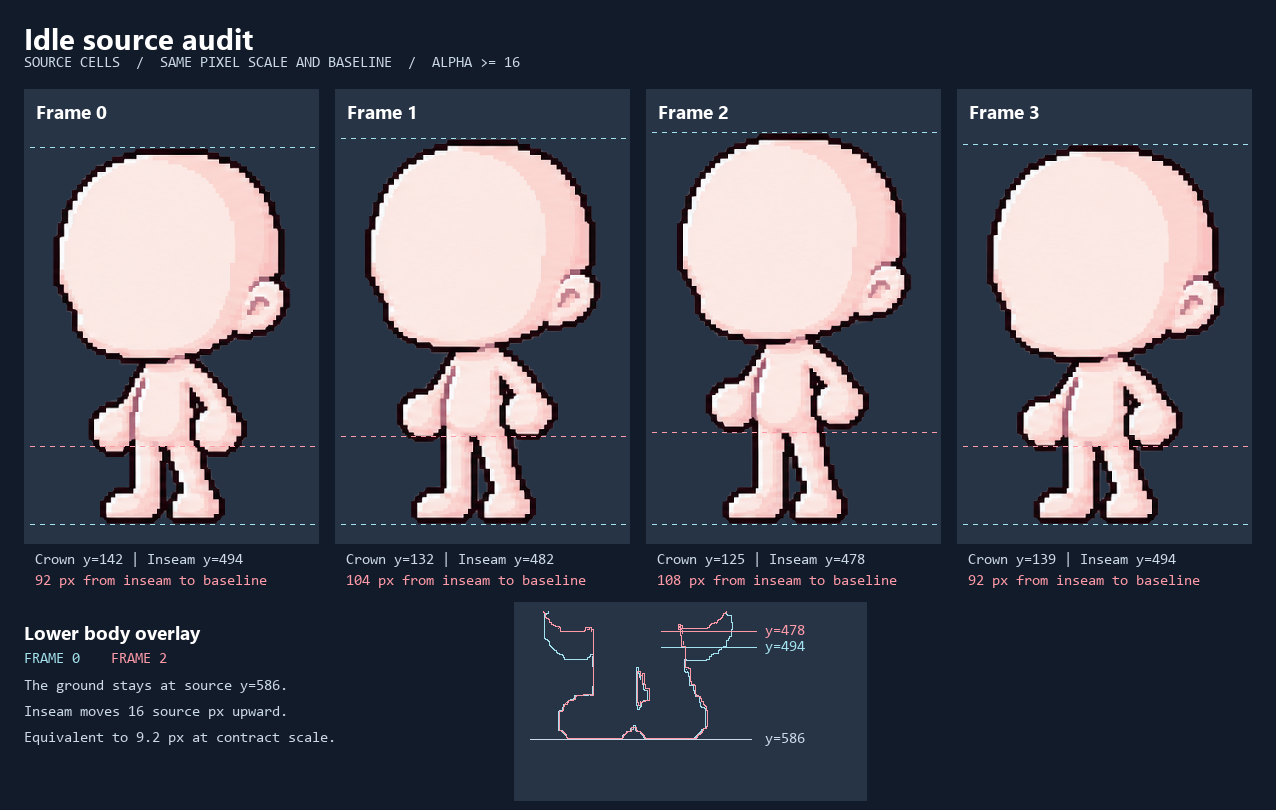 Idle source audit
SOURCE CELLS / SAME PIXEL SCALE AND BASELINE / ALPHA >= 16
Frame 0
Frame 1
Frame 2
Frame 3
Crown y=142 | Inseam y=494
92 px from inseam to baseline
Crown y=132 | Inseam y=482
104 px from inseam to baseline
Crown y=125 | Inseam y=478
108 px from inseam to baseline
Crown y=139 | Inseam y=494
92 px from inseam to baseline
Lower body overlay
FRAME 0 FRAME 2
The ground stays at source y=586.
Inseam moves 16 source px upward.
Equivalent to 9.2 px at contract scale.
y=478
y=494
y=586